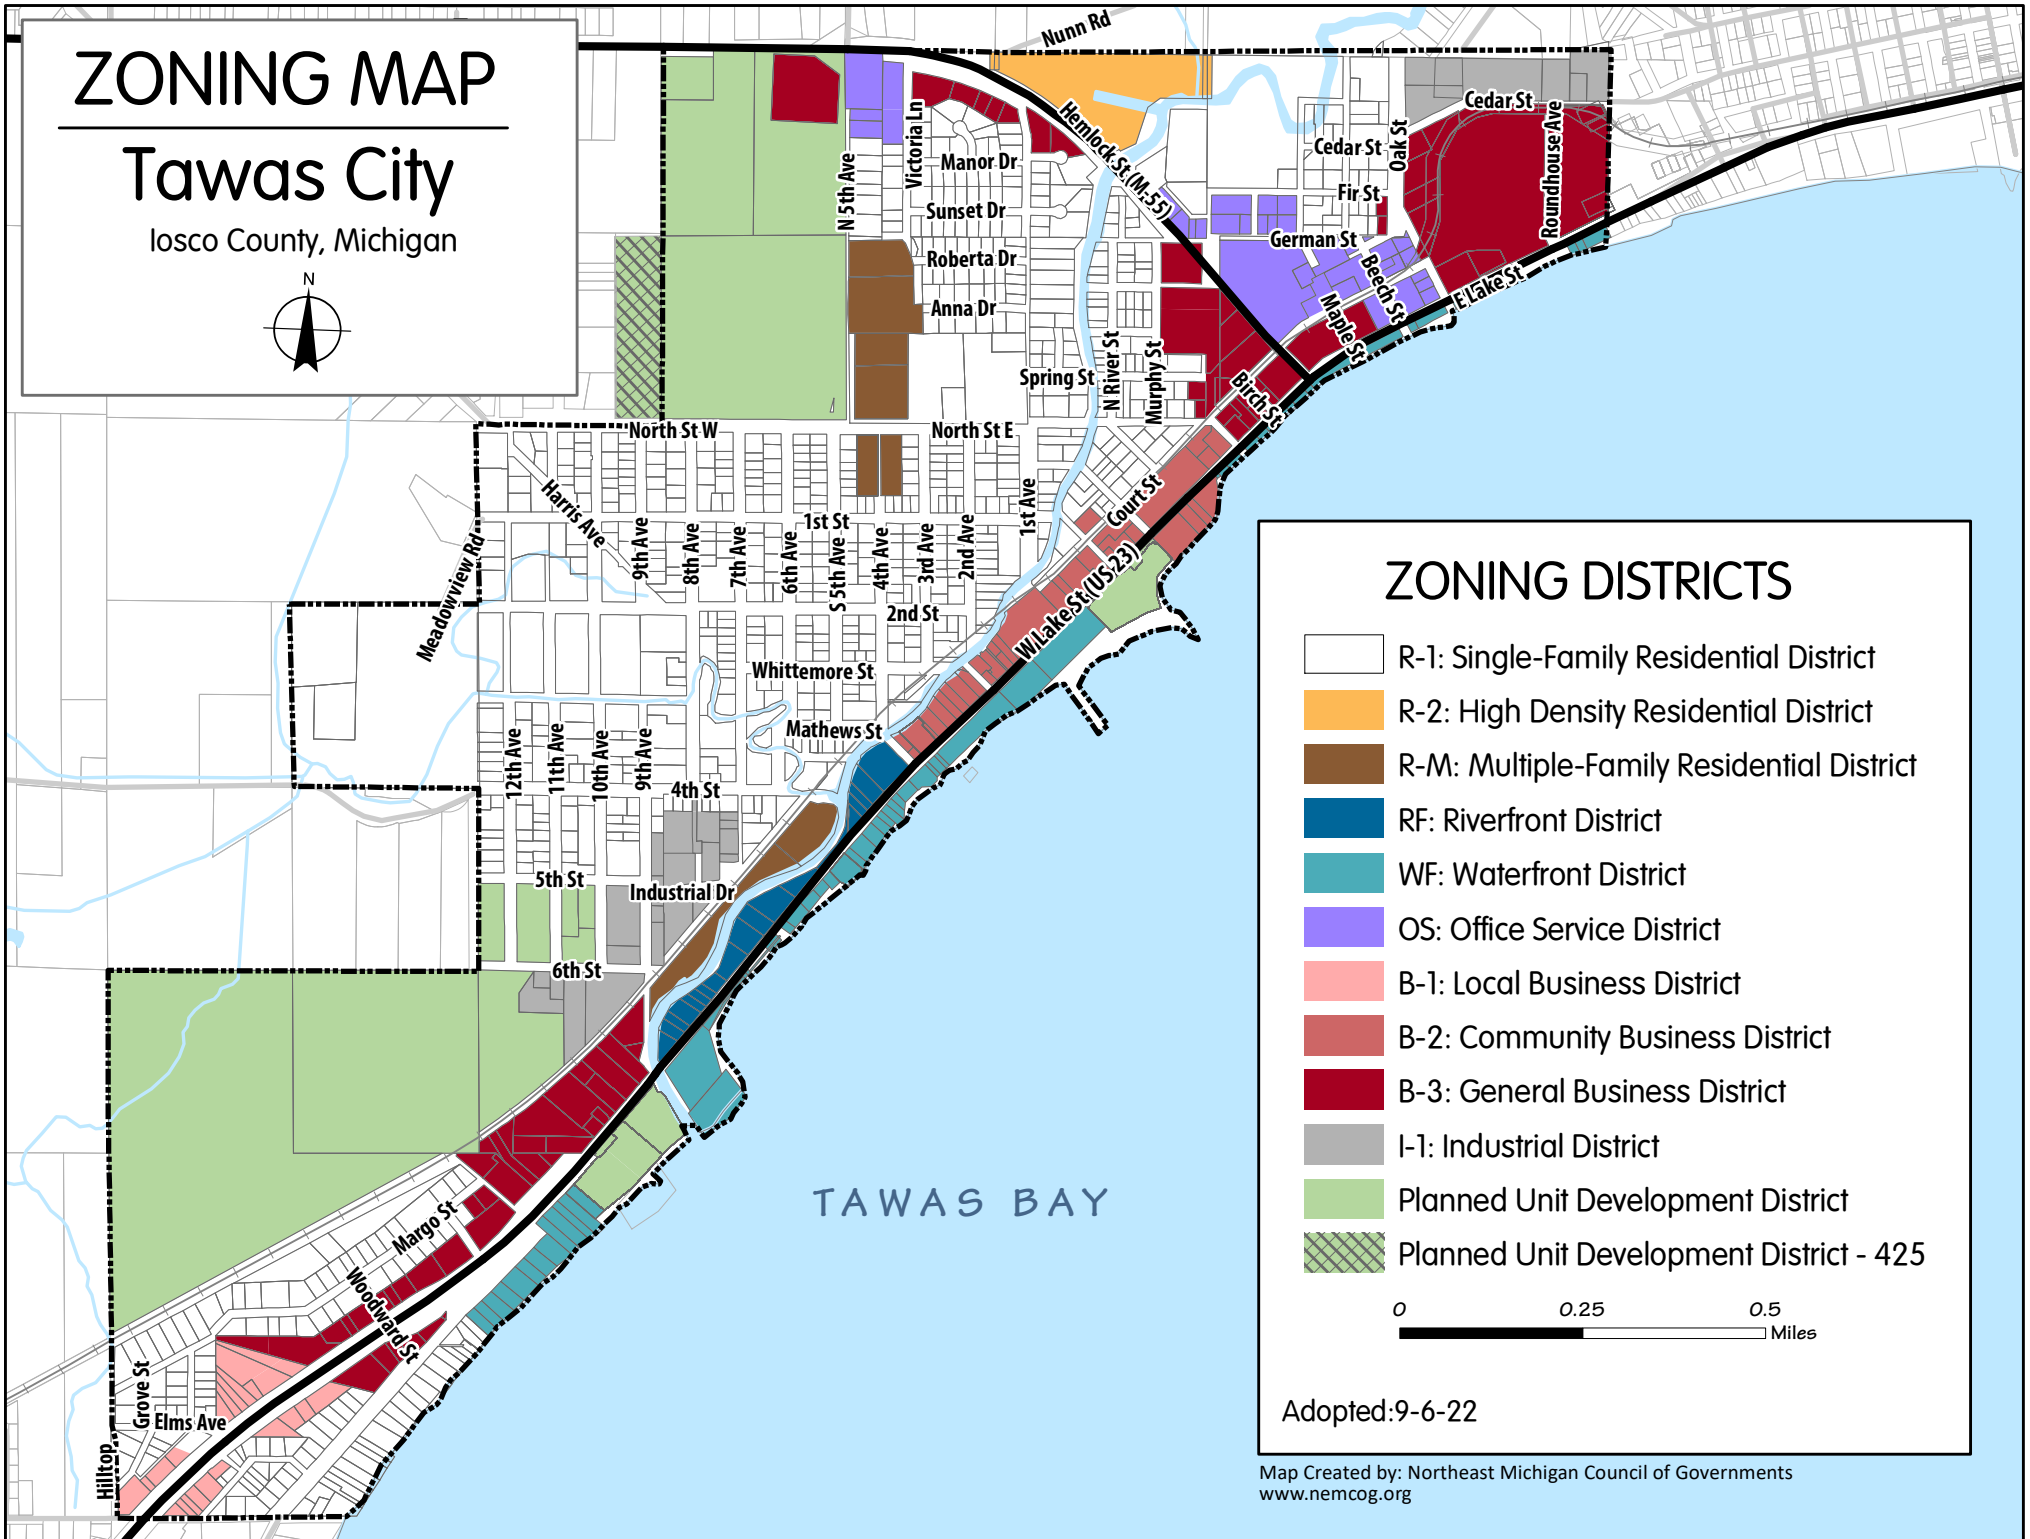 ZONING MAP
Tawas City
Iosco County, Michigan
N
Nunn Rd
Hemlock St (M-55)
Cedar St
Roundhouse Ave
Oak St
Cedar St
Fir St
German St
Beech St
Maple St
E Lake St
Victoria Ln
N 5th Ave
Manor Dr
Sunset Dr
Roberta Dr
Anna Dr
Spring St
N River St
Murphy St
Birch St
North St W
North St E
Harris Ave
Meadowview Rd
1st St
1st Ave
Court St
9th Ave
8th Ave
7th Ave
6th Ave
S 5th Ave
4th Ave
3rd Ave
2nd Ave
2nd St
W Lake St (US 23)
Whittemore St
Mathews St
12th Ave
11th Ave
10th Ave
9th Ave
4th St
5th St
Industrial Dr
6th St
TAWAS BAY
Margo St
Woodward St
Grove St
Elms Ave
Hilltop
ZONING DISTRICTS
R-1: Single-Family Residential District
R-2: High Density Residential District
R-M: Multiple-Family Residential District
RF: Riverfront District
WF: Waterfront District
OS: Office Service District
B-1: Local Business District
B-2: Community Business District
B-3: General Business District
I-1: Industrial District
Planned Unit Development District
Planned Unit Development District - 425
0 0.25 0.5
Miles
Adopted:9-6-22
Map Created by: Northeast Michigan Council of Governments
www.nemcog.org